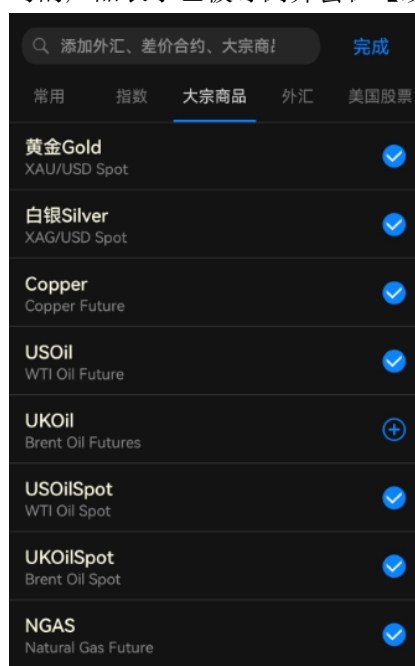 添加外汇、差价合约、大宗商
完成
常用 指数 大宗商品 外汇 美国股票
黄金Gold
XAU/USD Spot
白银Silver
XAG/USD Spot
Copper
Copper Future
USOil
WTI Oil Future
UKOil
Brent Oil Futures
USOilSpot
WTI Oil Spot
UKOilSpot
Brent Oil Spot
NGAS
Natural Gas Future